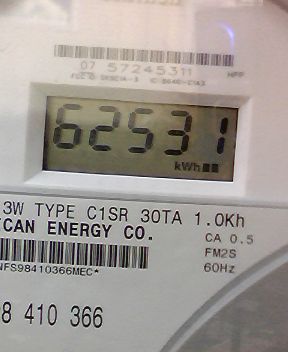 07 57245311 HPP
62531
kWh
3W TYPE C1SR 30TA 1.0Kh
CAN ENERGY CO.
CA 0.5
FM2S
NFS98410366MEC*
60Hz
8 410 366